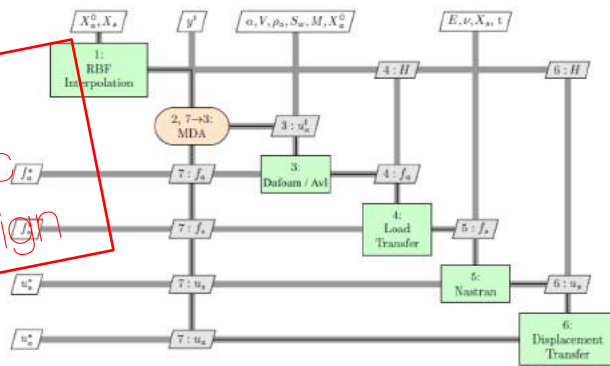 X_a^0, X_s
y^t
α, V, ρ_a, S_w, M, X_a^0
E, ν, X_s, t
1:
RBF
Interpolation
4 : H
6 : H
2, 7→3:
MDA
3 : u_a^t
C
f_a^*
7 : f_a
3:
Dafoam / Avl
4 : f_a
ign
f_s^*
7 : f_s
4:
Load
Transfer
5 : f_s
u_s^*
7 : u_s
5:
Nastran
6 : u_s
u_a^*
7 : u_a
6:
Displacement
Transfer